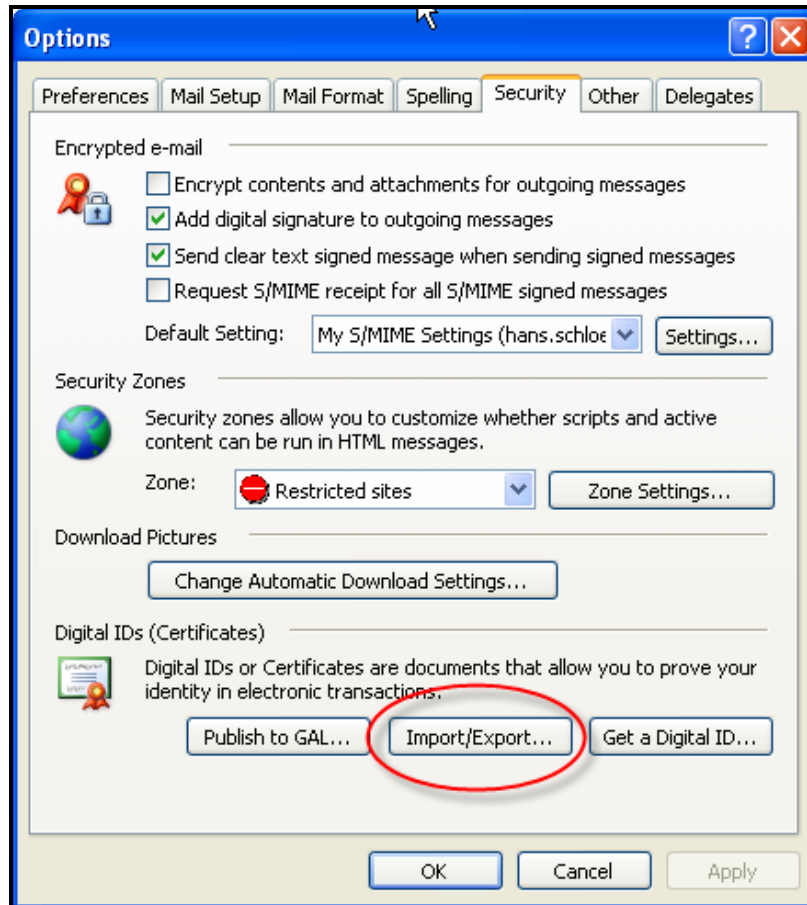 Options
Preferences Mail Setup Mail Format Spelling Security Other Delegates
Encrypted e-mail
Encrypt contents and attachments for outgoing messages
Add digital signature to outgoing messages
Send clear text signed message when sending signed messages
Request S/MIME receipt for all S/MIME signed messages
Default Setting: My S/MIME Settings (hans.schloe Settings...
Security Zones
Security zones allow you to customize whether scripts and active
content can be run in HTML messages.
Zone: Restricted sites Zone Settings...
Download Pictures
Change Automatic Download Settings...
Digital IDs (Certificates)
Digital IDs or Certificates are documents that allow you to prove your
identity in electronic transactions.
Publish to GAL... Import/Export... Get a Digital ID...
OK Cancel Apply